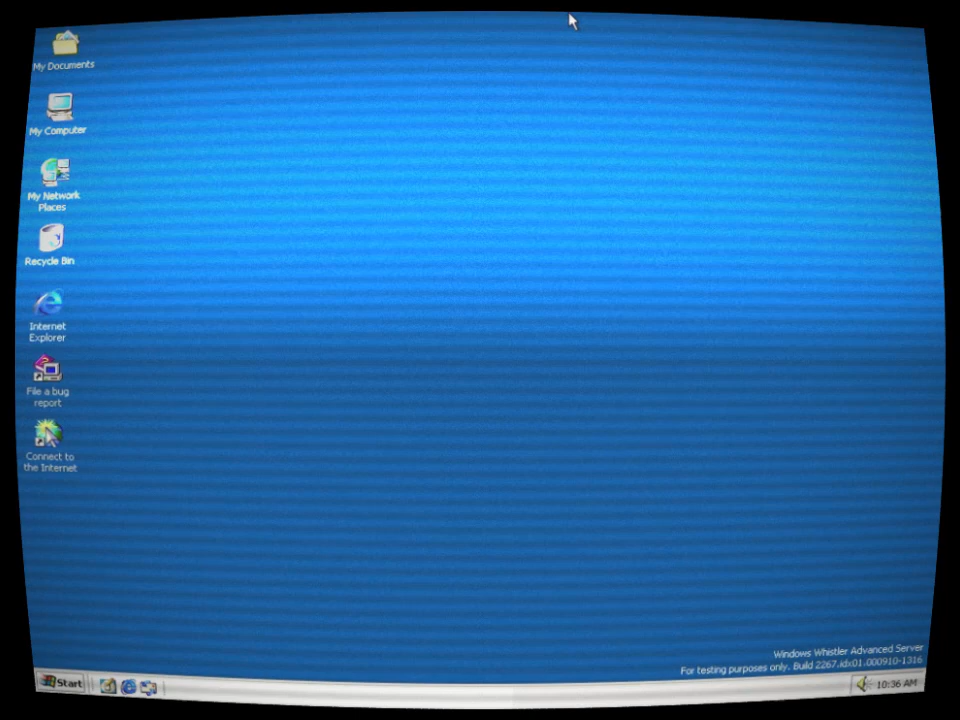 My Documents
My Computer
My Network
Places
Recycle Bin
Internet
Explorer
File a bug
report
Connect to
the Internet
Windows Whistler Advanced Server
For testing purposes only. Build 2267.idx01.000910-1316
Start
10:36 AM